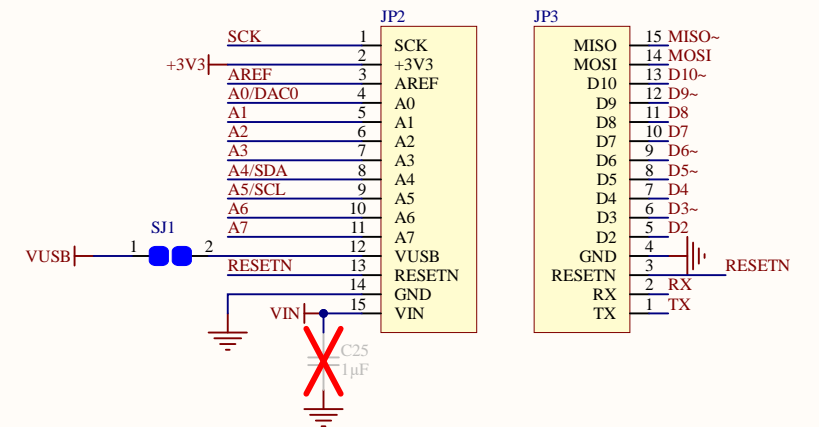 JP2
SCK 1 SCK
+3V3 2 +3V3
AREF 3 AREF
A0/DAC0 4 A0
A1 5 A1
A2 6 A2
A3 7 A3
A4/SDA 8 A4
A5/SCL 9 A5
A6 10 A6
A7 11 A7
SJ1
VUSB 1 2 12 VUSB
RESETN 13 RESETN
14 GND
VIN 15 VIN
C25
1µF
JP3
MISO 15 MISO~
MOSI 14 MOSI
D10 13 D10~
D9 12 D9~
D8 11 D8
D7 10 D7
D6 9 D6~
D5 8 D5~
D4 7 D4
D3 6 D3~
D2 5 D2
GND 4
RESETN 3 RESETN
RX 2 RX
TX 1 TX